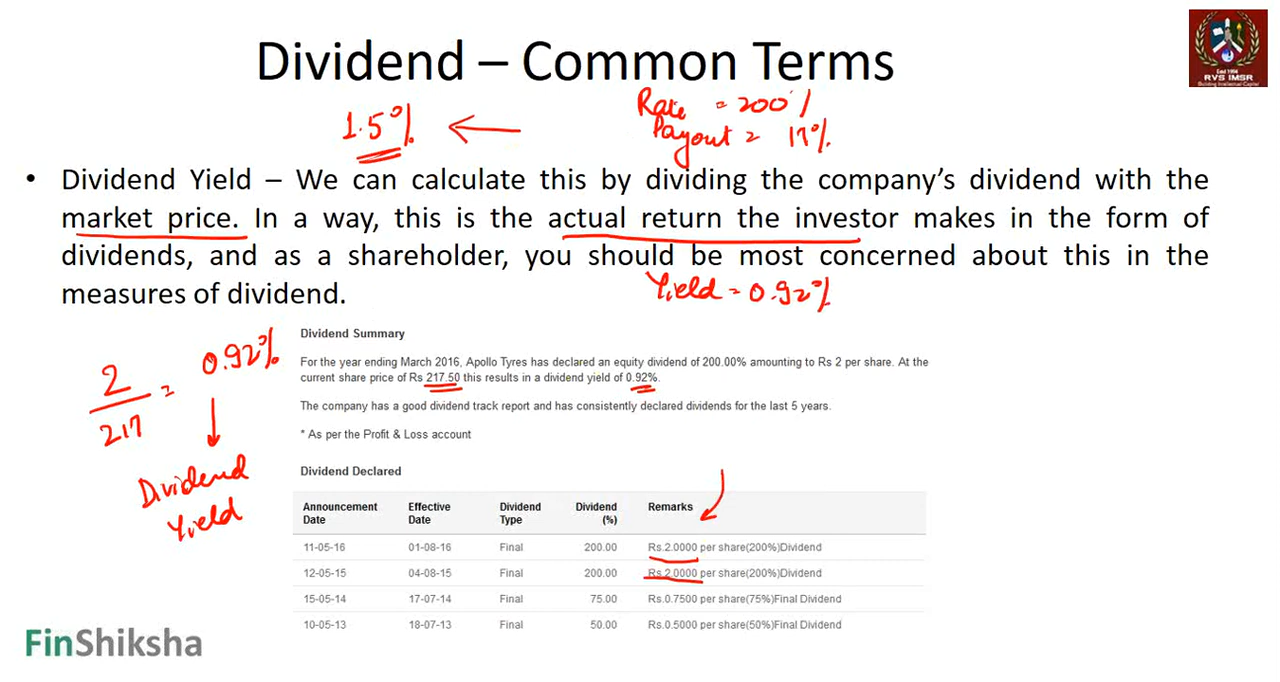 Dividend – Common Terms
Estd 1996
RVS IMSR
Building Intellectual Capital
1.5%
Rate = 200%
Payout = 17%
• Dividend Yield – We can calculate this by dividing the company's dividend with the
market price. In a way, this is the actual return the investor makes in the form of
dividends, and as a shareholder, you should be most concerned about this in the
measures of dividend.
Yield = 0.92%
2/217 = 0.92%
Dividend
Yield
Dividend Summary
For the year ending March 2016, Apollo Tyres has declared an equity dividend of 200.00% amounting to Rs 2 per share. At the
current share price of Rs 217.50 this results in a dividend yield of 0.92%.
The company has a good dividend track report and has consistently declared dividends for the last 5 years.
* As per the Profit & Loss account
Dividend Declared
Announcement Date Effective Date Dividend Type Dividend (%) Remarks
11-05-16 01-08-16 Final 200.00 Rs.2.0000 per share(200%)Dividend
12-05-15 04-08-15 Final 200.00 Rs.2.0000 per share(200%)Dividend
15-05-14 17-07-14 Final 75.00 Rs.0.7500 per share(75%)Final Dividend
10-05-13 18-07-13 Final 50.00 Rs.0.5000 per share(50%)Final Dividend
FinShiksha